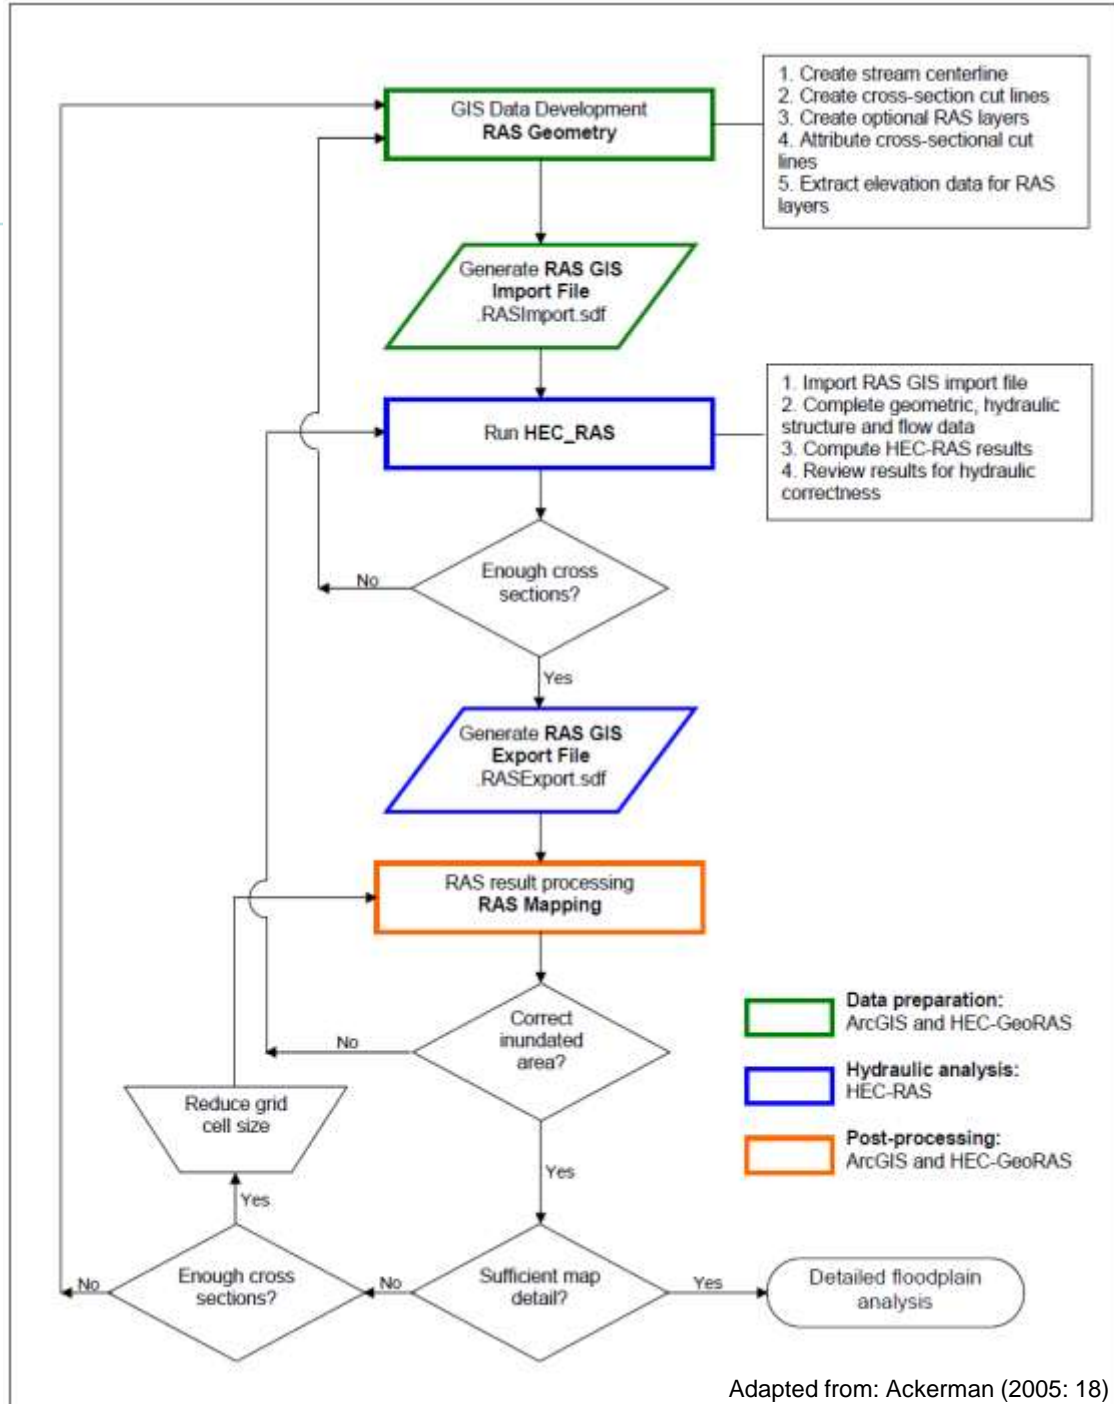 GIS Data Development
RAS Geometry
1. Create stream centerline
2. Create cross-section cut lines
3. Create optional RAS layers
4. Attribute cross-sectional cut
lines
5. Extract elevation data for RAS
layers
Generate RAS GIS
Import File
.RASImport.sdf
Run HEC_RAS
1. Import RAS GIS import file
2. Complete geometric, hydraulic
structure and flow data
3. Compute HEC-RAS results
4. Review results for hydraulic
correctness
Enough cross
sections?
No
Yes
Generate RAS GIS
Export File
.RASExport.sdf
RAS result processing
RAS Mapping
Correct
inundated
area?
No
Yes
Data preparation:
ArcGIS and HEC-GeoRAS
Hydraulic analysis:
HEC-RAS
Post-processing:
ArcGIS and HEC-GeoRAS
Reduce grid
cell size
Yes
Enough cross
sections?
No
No
Sufficient map
detail?
Yes
Detailed floodplain
analysis
Adapted from: Ackerman (2005: 18)